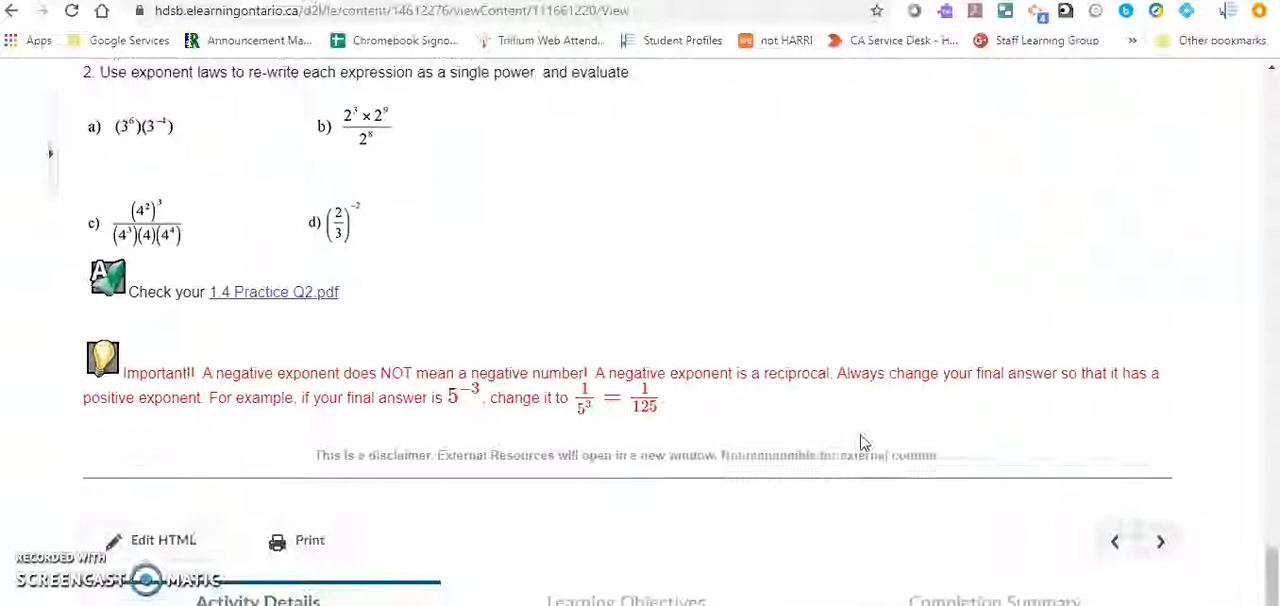 hdsb.elearningontario.ca/d2l/le/content/14612276/viewContent/111661220/View
Apps Google Services Announcement Ma... Chromebook Signo... Trillium Web Attend... Student Profiles not HARRI CA Service Desk - H... Staff Learning Group » Other bookmarks
2. Use exponent laws to re-write each expression as a single power and evaluate
a) (3⁶)(3⁻⁴) b) (2³ × 2⁹)/2⁸
c) (4²)³/((4³)(4)(4⁴)) d) (2/3)⁻²
Check your 1.4 Practice Q2.pdf
Important!! A negative exponent does NOT mean a negative number! A negative exponent is a reciprocal. Always change your final answer so that it has a
positive exponent. For example, if your final answer is 5⁻³, change it to 1/5³ = 1/125.
This is a disclaimer. External Resources will open in a new window. Not responsible for external
Edit HTML Print
RECORDED WITH
SCREENCAST-O-MATIC
Activity Details Learning Objectives Completion Summary